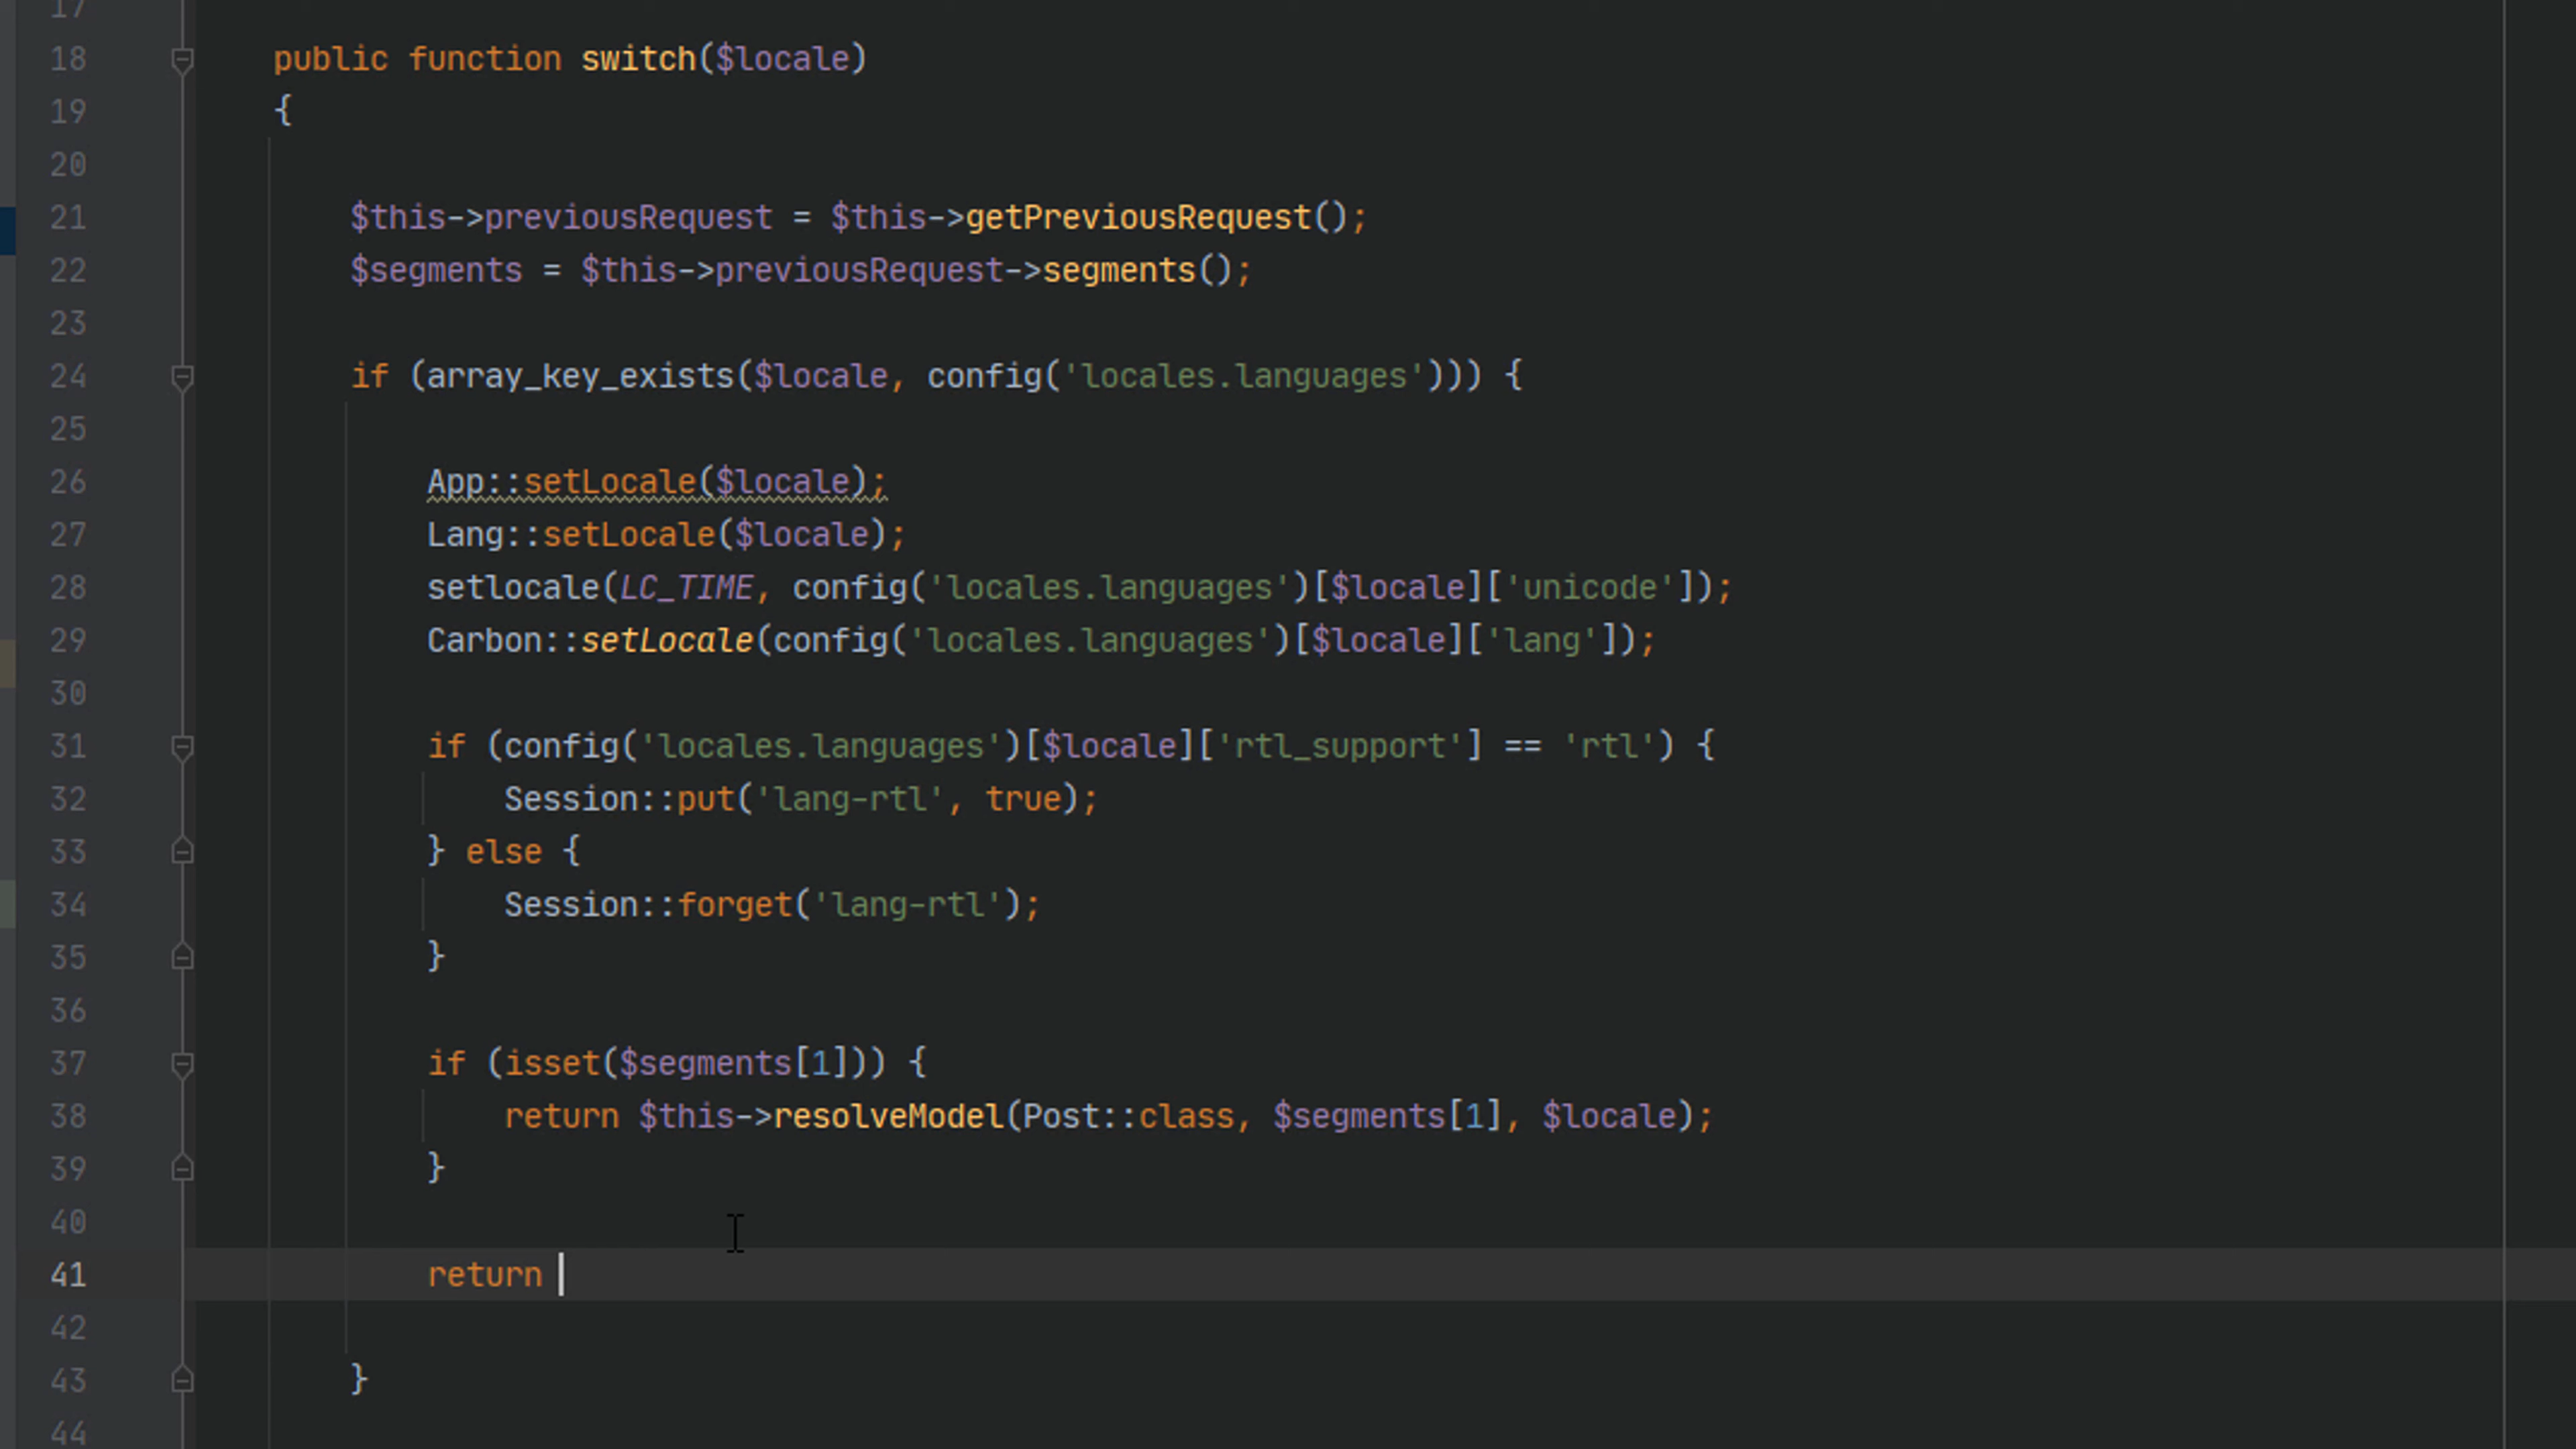 17
18 public function switch($locale)
19 {
20
21 $this->previousRequest = $this->getPreviousRequest();
22 $segments = $this->previousRequest->segments();
23
24 if (array_key_exists($locale, config('locales.languages'))) {
25
26 App::setLocale($locale);
27 Lang::setLocale($locale);
28 setlocale(LC_TIME, config('locales.languages')[$locale]['unicode']);
29 Carbon::setLocale(config('locales.languages')[$locale]['lang']);
30
31 if (config('locales.languages')[$locale]['rtl_support'] == 'rtl') {
32 Session::put('lang-rtl', true);
33 } else {
34 Session::forget('lang-rtl');
35 }
36
37 if (isset($segments[1])) {
38 return $this->resolveModel(Post::class, $segments[1], $locale);
39 }
40
41 return
42
43 }
44